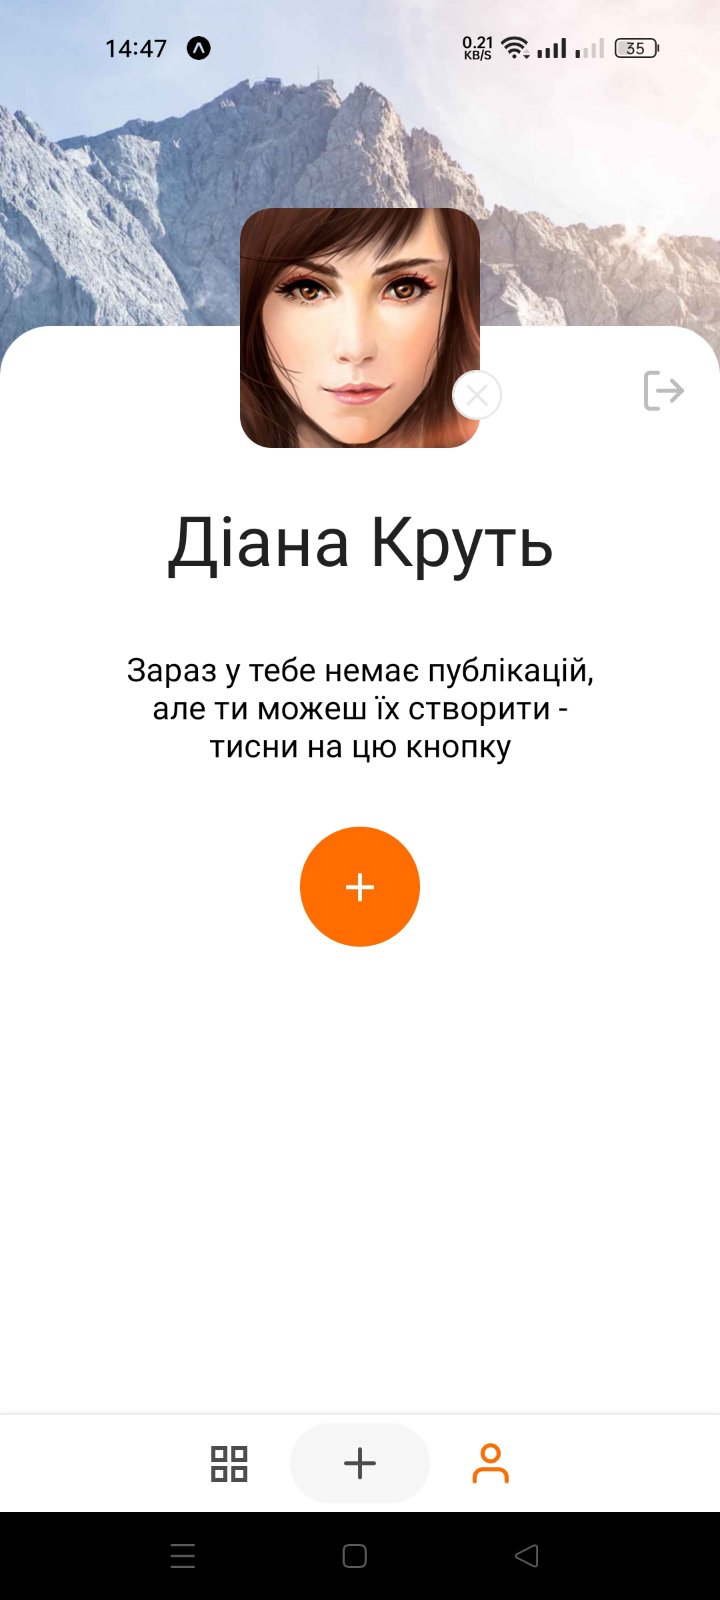 14:47
0.21
KB/S
35
Діана Круть
Зараз у тебе немає публікацій,
але ти можеш їх створити -
тисни на цю кнопку